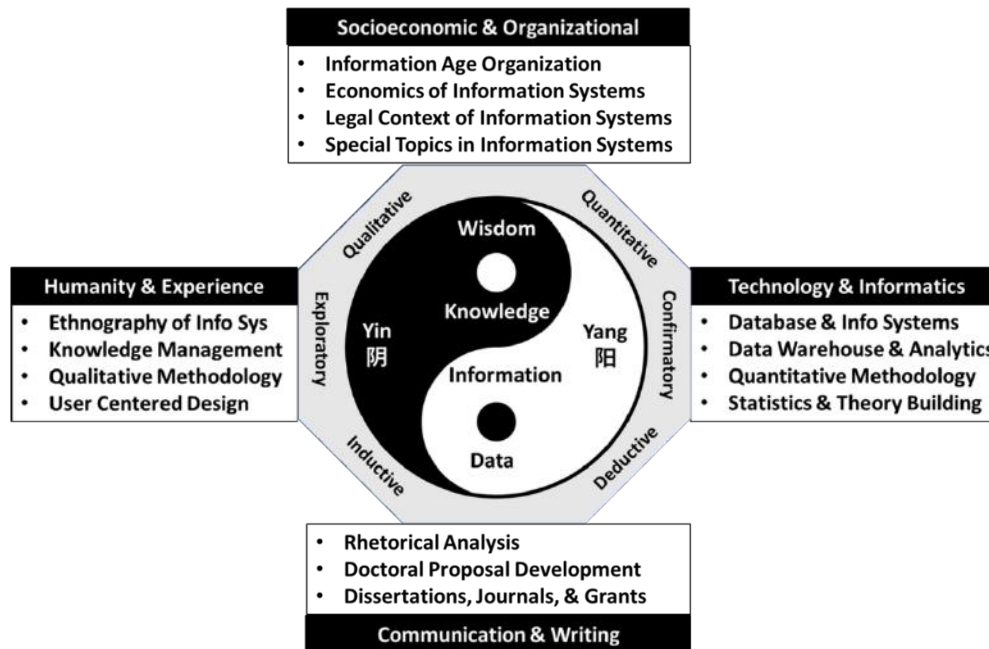 Socioeconomic & Organizational
• Information Age Organization
• Economics of Information Systems
• Legal Context of Information Systems
• Special Topics in Information Systems
Qualitative
Quantitative
Wisdom
Humanity & Experience
• Ethnography of Info Sys
• Knowledge Management
• Qualitative Methodology
• User Centered Design
Exploratory
Knowledge
Yin
阴
Yang
阳
Confirmatory
Technology & Informatics
• Database & Info Systems
• Data Warehouse & Analytics
• Quantitative Methodology
• Statistics & Theory Building
Information
Data
Inductive
Deductive
• Rhetorical Analysis
• Doctoral Proposal Development
• Dissertations, Journals, & Grants
Communication & Writing